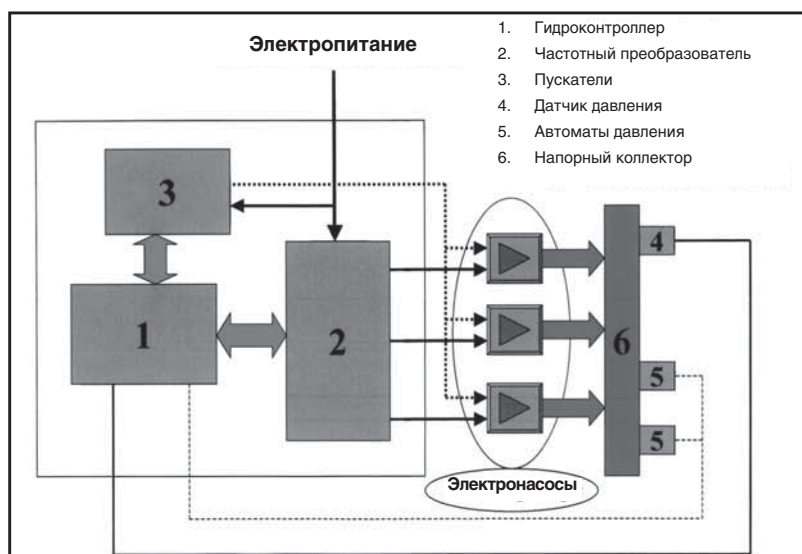 Электропитание
1. Гидроконтроллер
2. Частотный преобразователь
3. Пускатели
4. Датчик давления
5. Автоматы давления
6. Напорный коллектор
3
1
2
6
4
5
5
Электронасосы